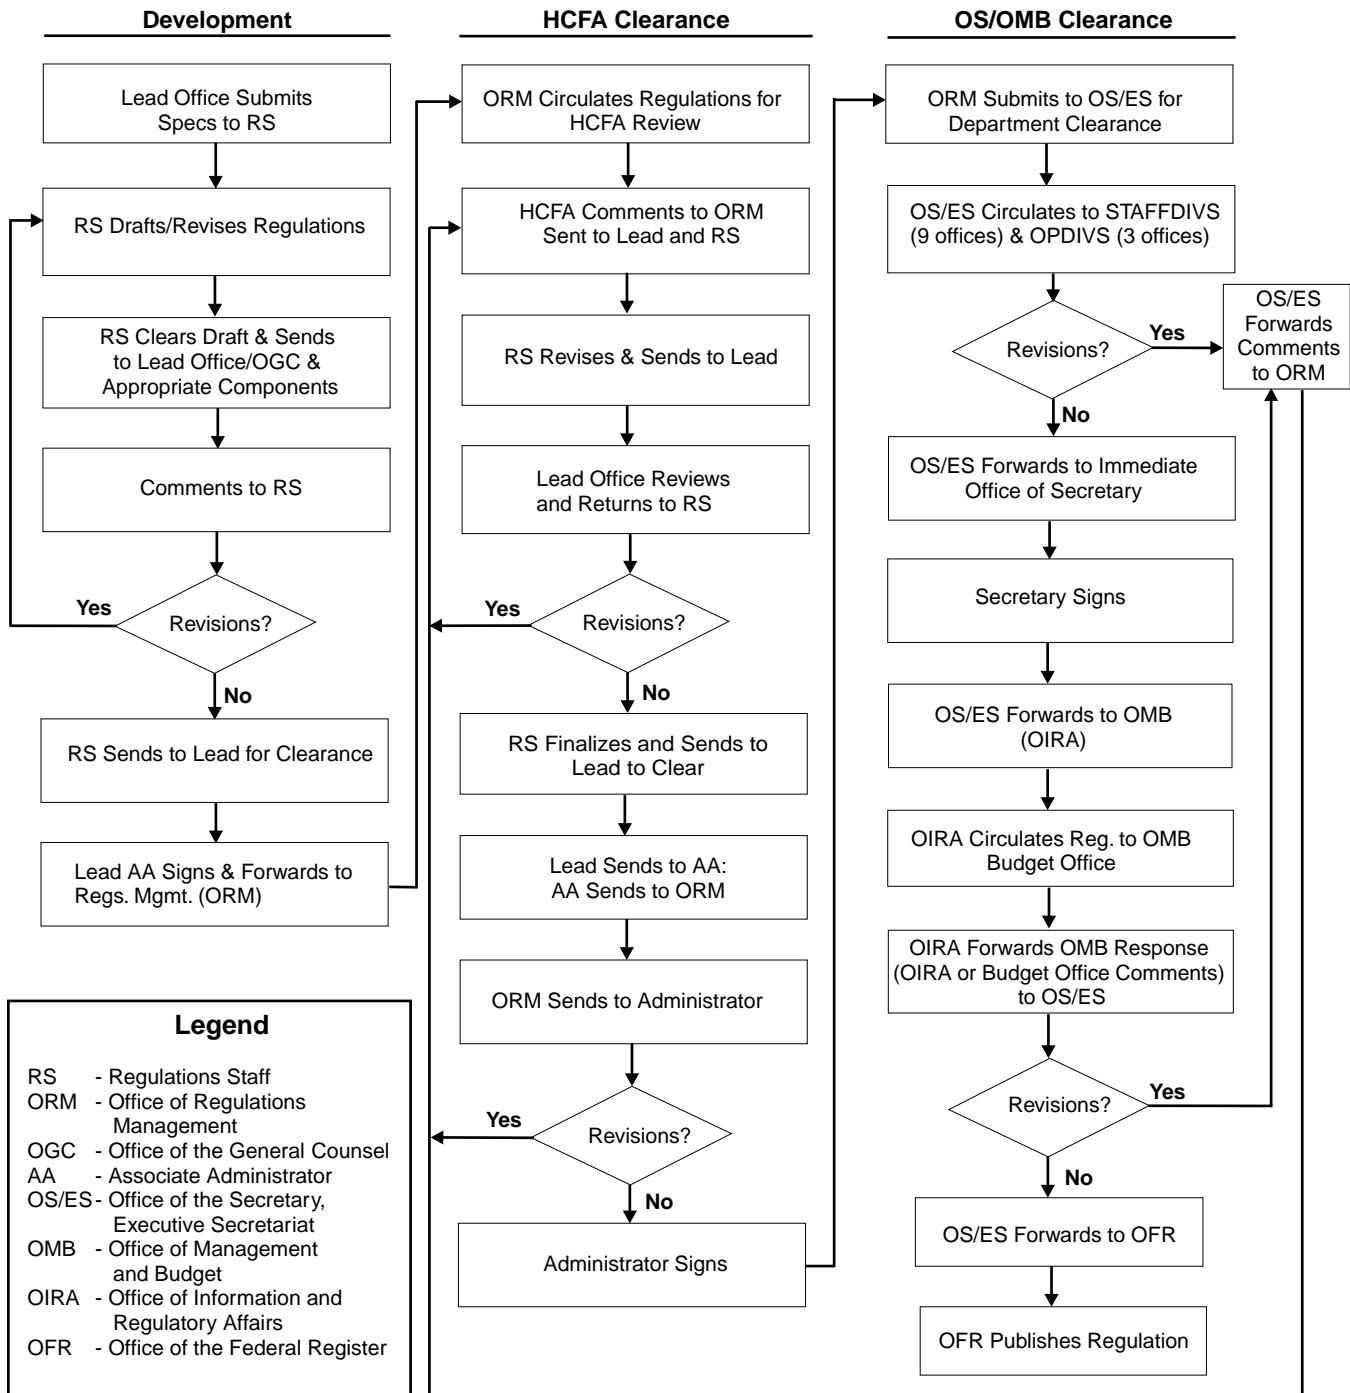 Development
Lead Office Submits
Specs to RS
RS Drafts/Revises Regulations
RS Clears Draft & Sends
to Lead Office/OGC &
Appropriate Components
Comments to RS
Revisions?
Yes
No
RS Sends to Lead for Clearance
Lead AA Signs & Forwards to
Regs. Mgmt. (ORM)
HCFA Clearance
ORM Circulates Regulations for
HCFA Review
HCFA Comments to ORM
Sent to Lead and RS
RS Revises & Sends to Lead
Lead Office Reviews
and Returns to RS
Revisions?
Yes
No
RS Finalizes and Sends to
Lead to Clear
Lead Sends to AA:
AA Sends to ORM
ORM Sends to Administrator
Revisions?
Yes
No
Administrator Signs
OS/OMB Clearance
ORM Submits to OS/ES for
Department Clearance
OS/ES Circulates to STAFFDIVS
(9 offices) & OPDIVS (3 offices)
Revisions?
Yes
OS/ES
Forwards
Comments
to ORM
No
OS/ES Forwards to Immediate
Office of Secretary
Secretary Signs
OS/ES Forwards to OMB
(OIRA)
OIRA Circulates Reg. to OMB
Budget Office
OIRA Forwards OMB Response
(OIRA or Budget Office Comments)
to OS/ES
Revisions?
Yes
No
OS/ES Forwards to OFR
OFR Publishes Regulation
Legend
RS - Regulations Staff
ORM - Office of Regulations
Management
OGC - Office of the General Counsel
AA - Associate Administrator
OS/ES - Office of the Secretary,
Executive Secretariat
OMB - Office of Management
and Budget
OIRA - Office of Information and
Regulatory Affairs
OFR - Office of the Federal Register